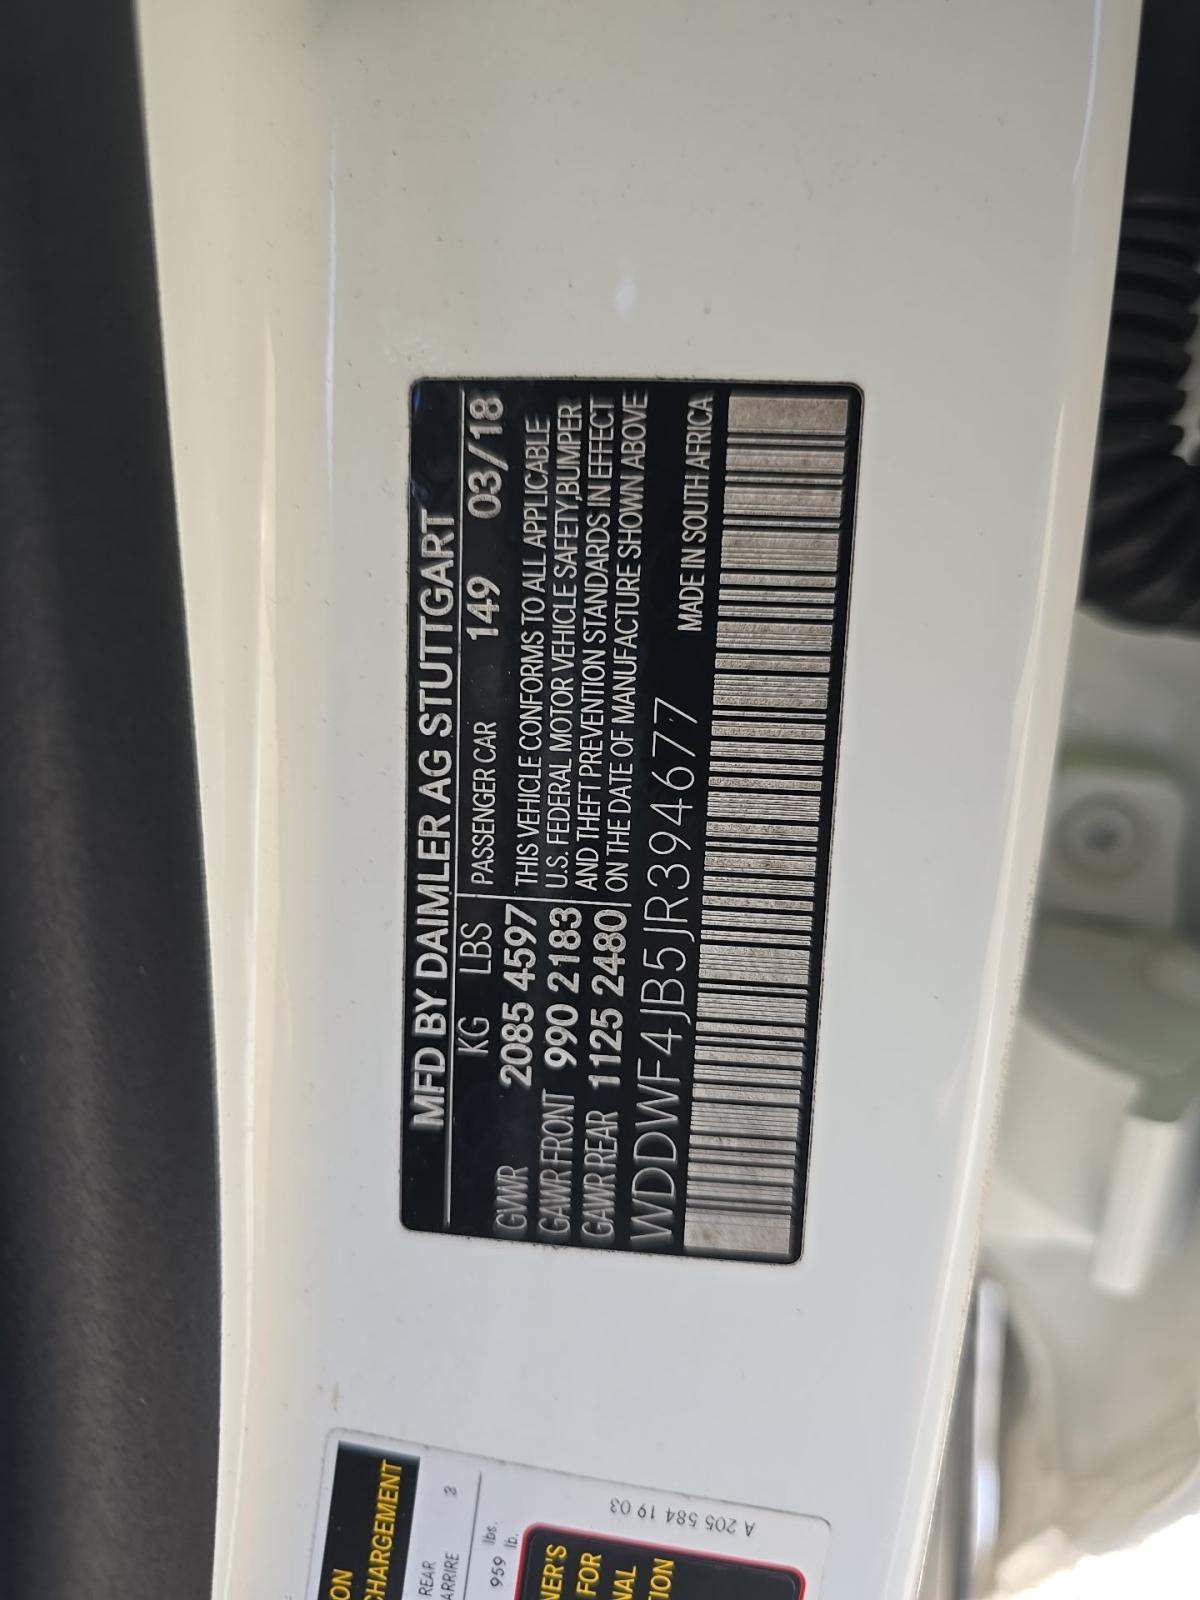 MFD BY DAIMLER AG STUTTGART
KG LBS PASSENGER CAR 149 03/18
GVWR 2085 4597 THIS VEHICLE CONFORMS TO ALL APPLICABLE
GAWR FRONT 990 2183 U.S. FEDERAL MOTOR VEHICLE SAFETY,BUMPER
GAWR REAR 1125 2480 AND THEFT PREVENTION STANDARDS IN EFFECT
ON THE DATE OF MANUFACTURE SHOWN ABOVE
WDDWF4JB5JR394677 MADE IN SOUTH AFRICA
CHARGEMENT
REAR
ARRIRE
959 lbs.
lb.
FOR
A 205 584 19 03